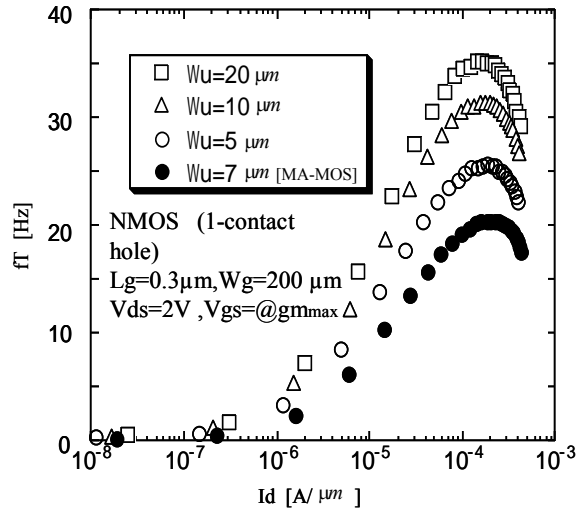 40
30
20
10
0
fT [Hz]
Wu=20 µm
Wu=10 µm
Wu=5 µm
Wu=7 µm [MA-MOS]
NMOS (1-contact
hole)
Lg=0.3µm,Wg=200 µm
Vds=2V ,Vgs=@gmmax
10-8 10-7 10-6 10-5 10-4 10-3
Id [A/ µm]